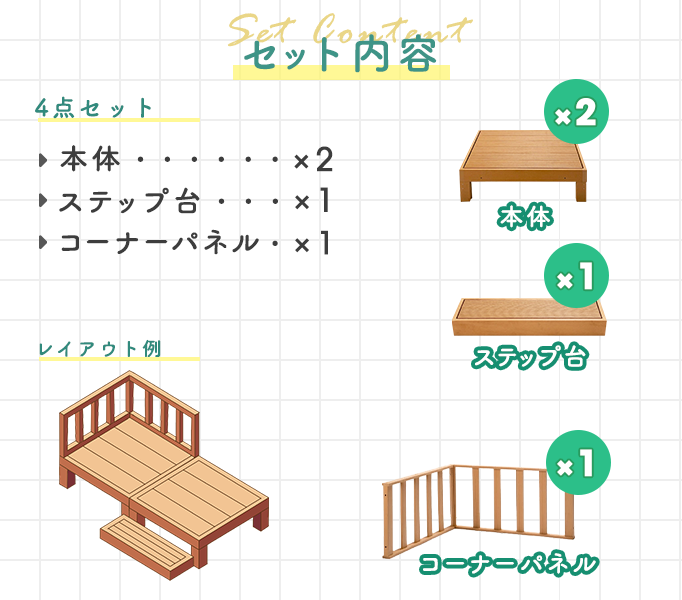 Set Content
セット内容
4点セット
本体・・・・・・×2
ステップ台・・・×1
コーナーパネル・×1
×2
本体
×1
ステップ台
レイアウト例
×1
コーナーパネル